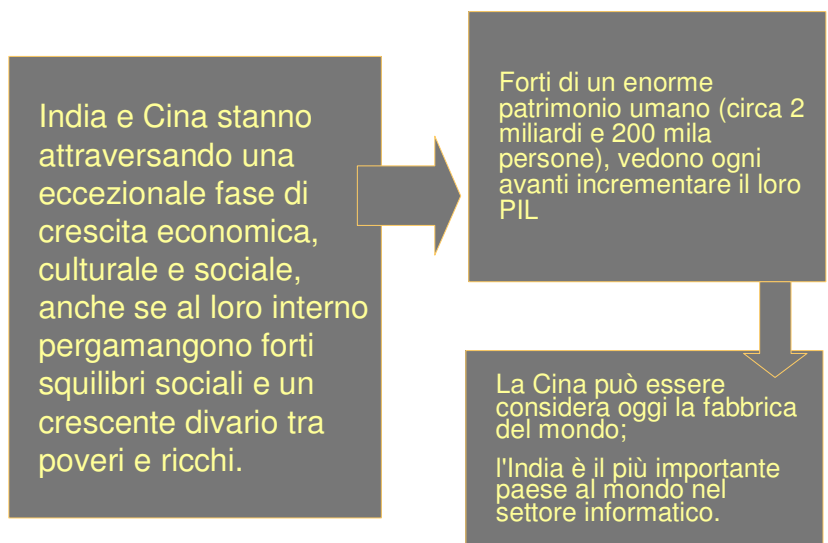 India e Cina stanno
attraversando una
eccezionale fase di
crescita economica,
culturale e sociale,
anche se al loro interno
pergamangono forti
squilibri sociali e un
crescente divario tra
poveri e ricchi.
Forti di un enorme
patrimonio umano (circa 2
miliardi e 200 mila
persone), vedono ogni
avanti incrementare il loro
PIL
La Cina può essere
considera oggi la fabbrica
del mondo;
l'India è il più importante
paese al mondo nel
settore informatico.